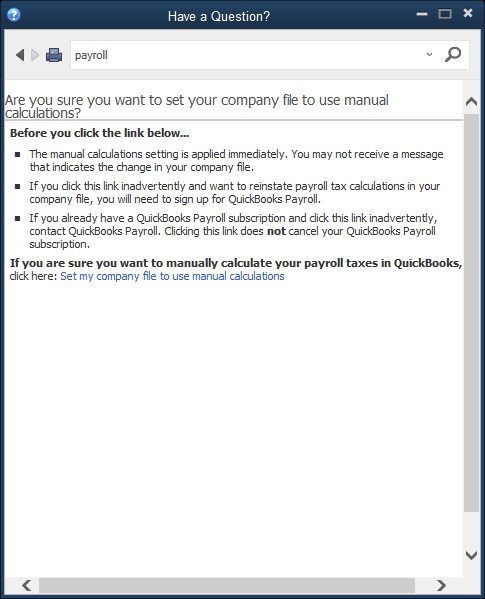 Have a Question?
payroll
Are you sure you want to set your company file to use manual
calculations?
Before you click the link below...
The manual calculations setting is applied immediately. You may not receive a message
that indicates the change in your company file.
If you click this link inadvertently and want to reinstate payroll tax calculations in your
company file, you will need to sign up for QuickBooks Payroll.
If you already have a QuickBooks Payroll subscription and click this link inadvertently,
contact QuickBooks Payroll. Clicking this link does not cancel your QuickBooks Payroll
subscription.
If you are sure you want to manually calculate your payroll taxes in QuickBooks,
click here: Set my company file to use manual calculations